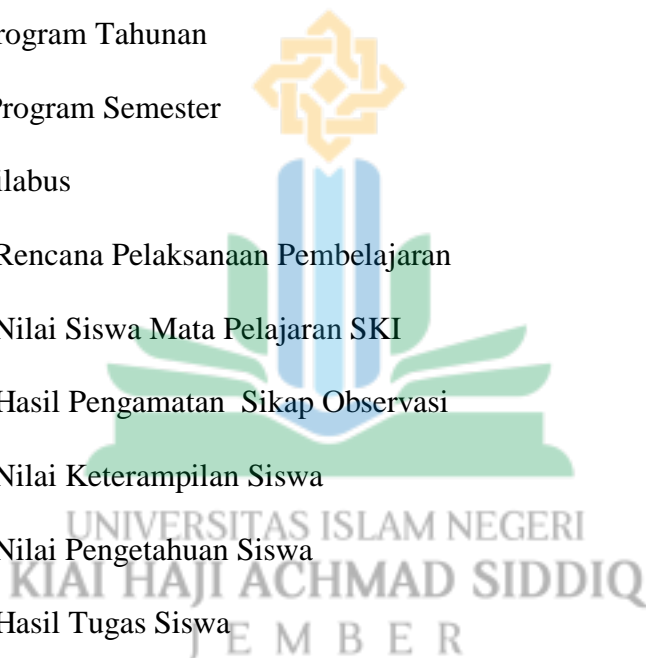 rogram Tahunan
Program Semester
ilabus
Rencana Pelaksanaan Pembelajaran
Nilai Siswa Mata Pelajaran SKI
Hasil Pengamatan Sikap Observasi
Nilai Keterampilan Siswa
UNIVERSITAS ISLAM NEGERI
Nilai Pengetahuan Siswa
KIAI HAJI ACHMAD SIDDIQ
Hasil Tugas Siswa
JEMBER